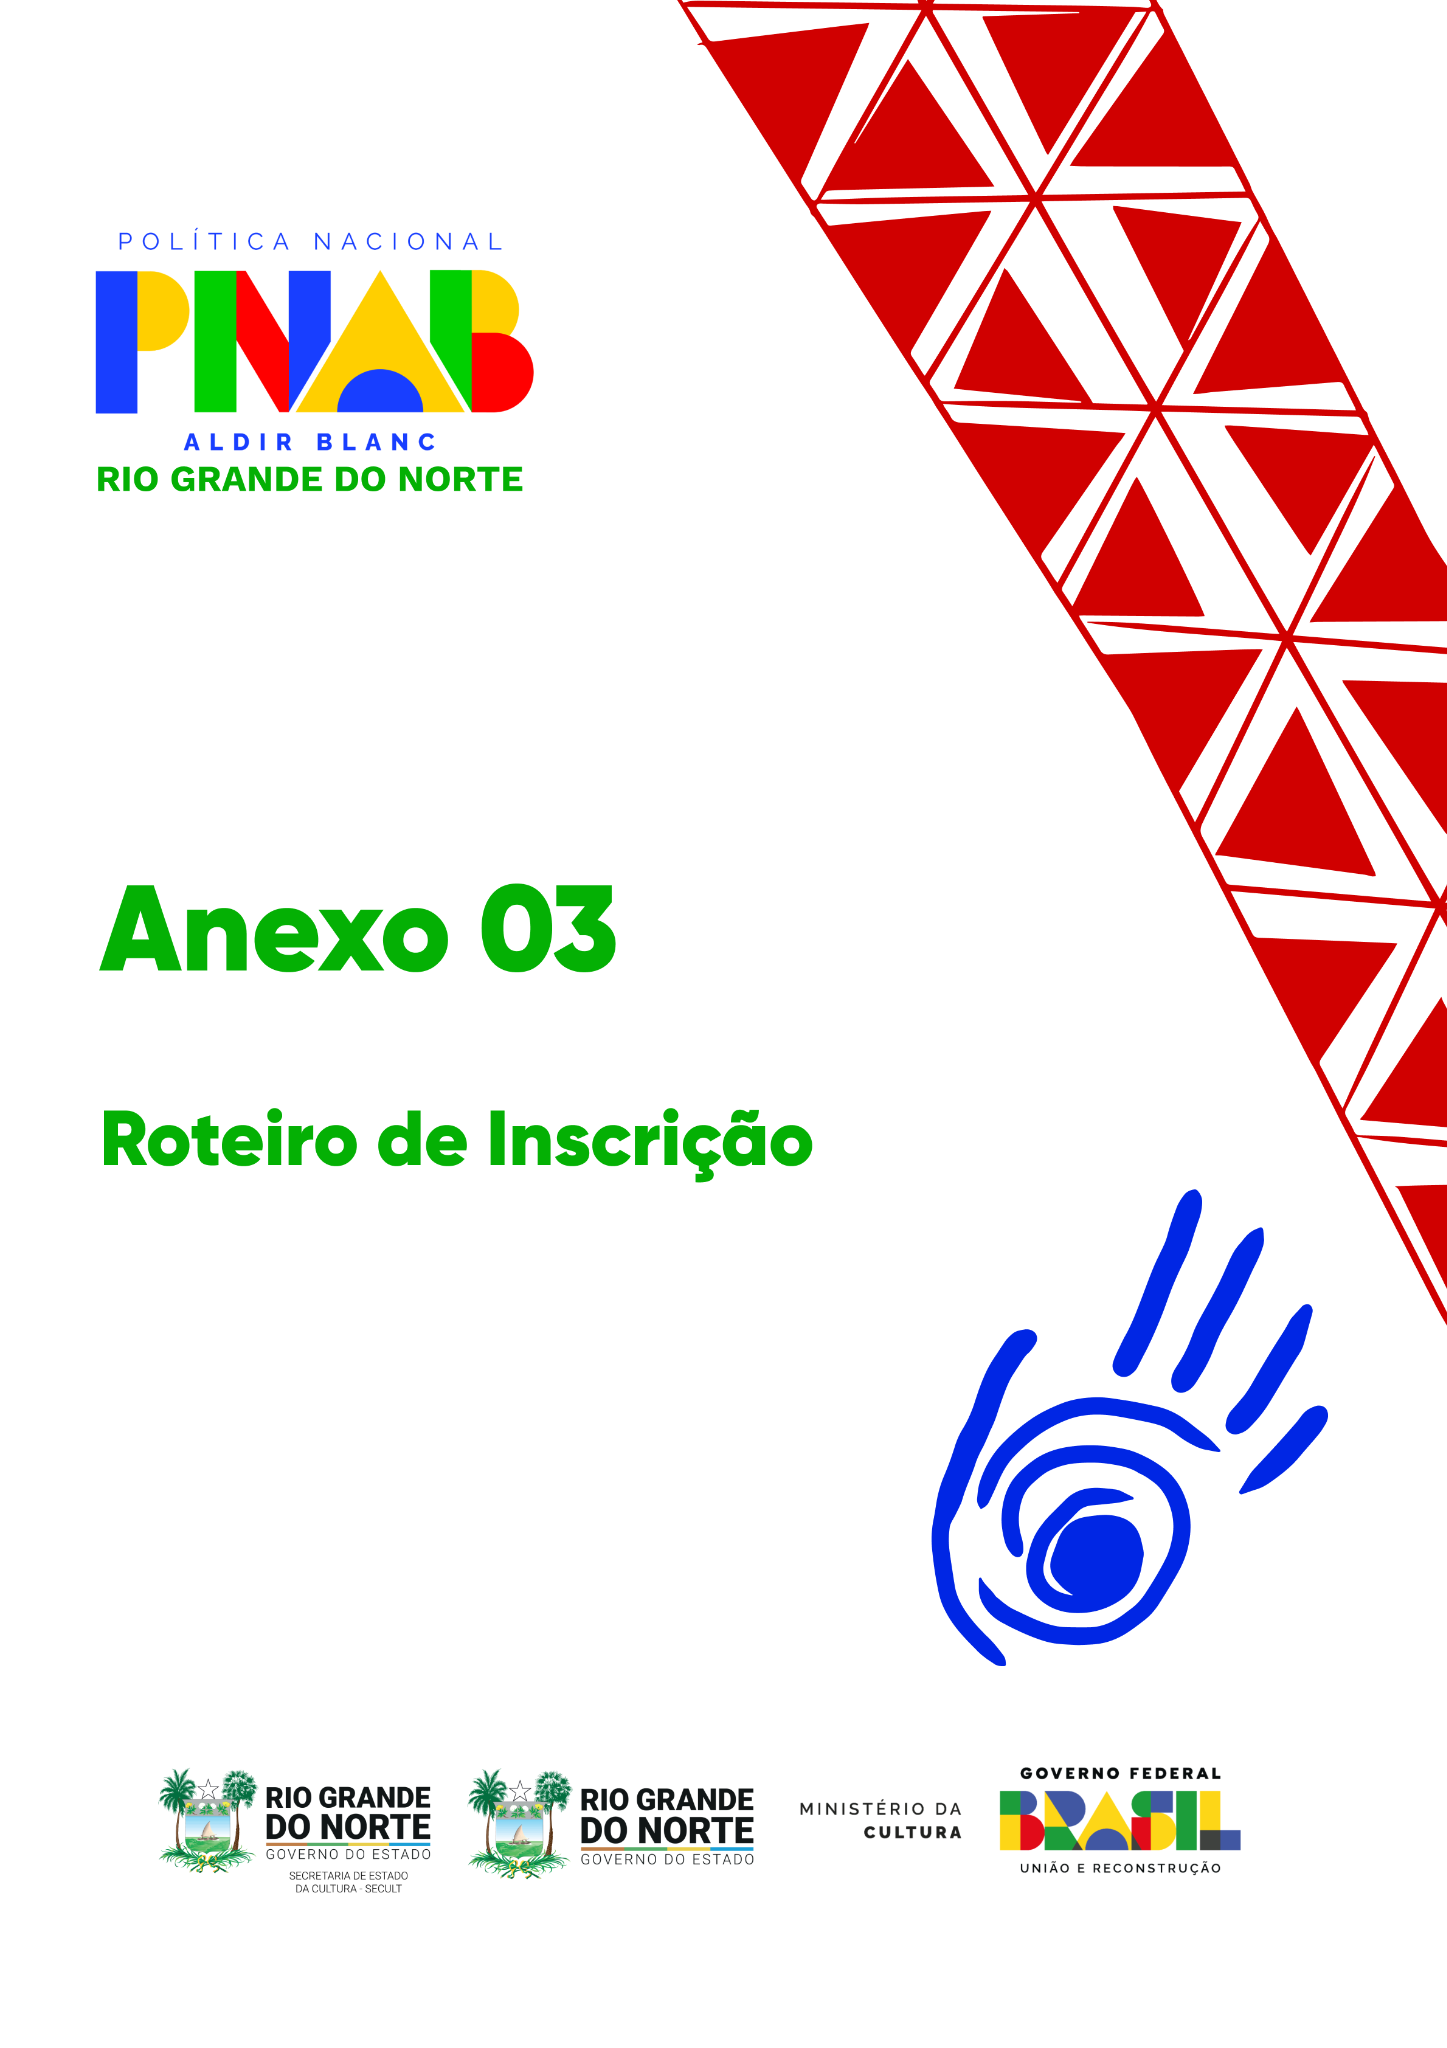 POLÍTICA NACIONAL
PNAB
ALDIR BLANC
RIO GRANDE DO NORTE
Anexo 03
Roteiro de Inscrição
RIO GRANDE
DO NORTE
GOVERNO DO ESTADO
SECRETARIA DE ESTADO
DA CULTURA - SECULT
RIO GRANDE
DO NORTE
GOVERNO DO ESTADO
MINISTÉRIO DA
CULTURA
GOVERNO FEDERAL
BRASIL
UNIÃO E RECONSTRUÇÃO